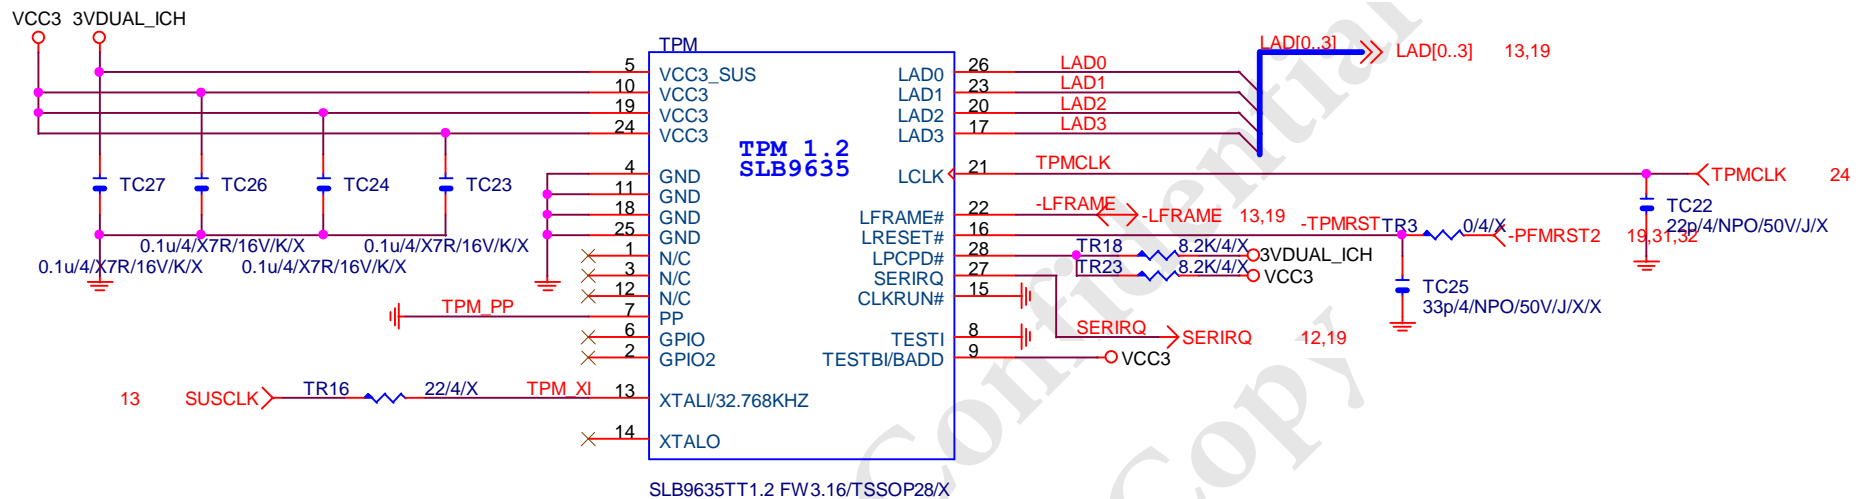 VCC3 3VDUAL_ICH
TPM
LAD[0..3]
LAD[0..3] 13,19
5 VCC3_SUS LAD0 26 LAD0
10 VCC3 LAD1 23 LAD1
19 VCC3 LAD2 20 LAD2
24 VCC3 LAD3 17 LAD3
TPM 1.2
SLB9635
4 GND LCLK 21 TPMCLK TPMCLK 24
TC27 TC26 TC24 TC23
11 GND
18 GND LFRAME# 22 -LFRAME -LFRAME 13,19
TC22
22p/4/NPO/50V/J/X
25 GND LRESET# 16 -TPMRST TR3 0/4/X -PFMRST2 19,31,32
0.1u/4/X7R/16V/K/X 0.1u/4/X7R/16V/K/X
1 N/C LPCPD# 28 TR18 8.2K/4/X 3VDUAL_ICH
0.1u/4/X7R/16V/K/X 0.1u/4/X7R/16V/K/X
3 N/C SERIRQ 27 TR23 8.2K/4/X VCC3
12 N/C CLKRUN# 15
TC25
33p/4/NPO/50V/J/X/X
TPM_PP 7 PP
6 GPIO TESTI 8 SERIRQ SERIRQ 12,19
2 GPIO2 TESTBI/BADD 9 VCC3
13 SUSCLK TR16 22/4/X TPM_XI 13 XTALI/32.768KHZ
14 XTALO
SLB9635TT1.2 FW3.16/TSSOP28/X
Confidential
Copy